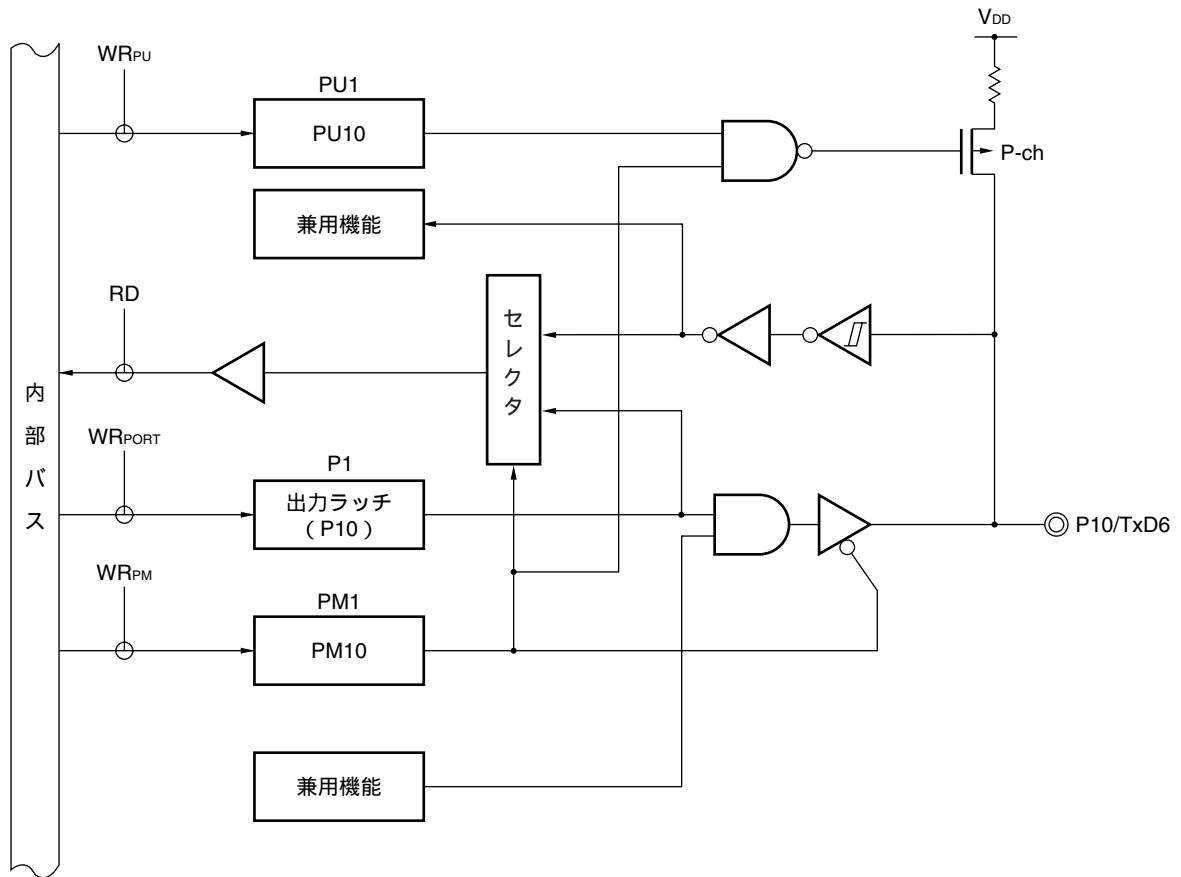 VDD
WRPU
PU1
PU10
P-ch
兼用機能
RD
セレクタ
内部バス
WRPORT
P1
出力ラッチ
（P10）
P10/TxD6
WRPM
PM1
PM10
兼用機能